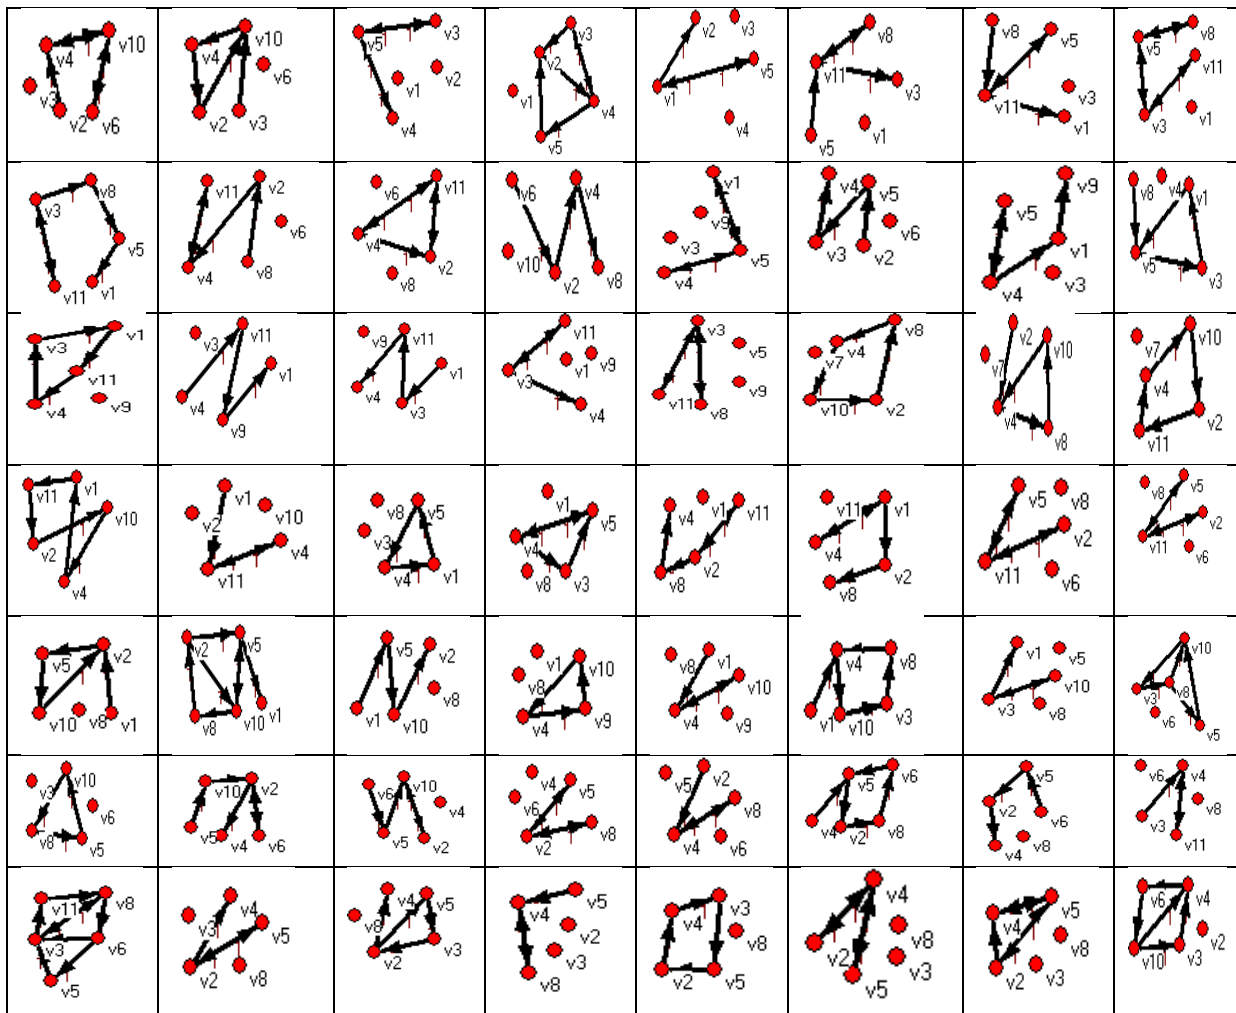 v4 v10 v3 v2 v6
v10 v4 v6 v2 v3
v5 v3 v2 v1 v4
v3 v2 v1 v4 v5
v2 v3 v5 v1 v4
v8 v11 v3 v5 v1
v8 v5 v3 v11 v1
v5 v8 v11 v3 v1
v8 v3 v5 v11 v1
v11 v2 v6 v4 v8
v6 v11 v4 v2 v8
v6 v4 v10 v2 v8
v1 v9 v3 v5 v4
v4 v5 v6 v3 v2
v9 v5 v1 v4 v3
v8 v4 v1 v5 v3
v3 v1 v11 v4 v9
v3 v11 v1 v4 v9
v9 v11 v1 v4 v3
v11 v1 v9 v3 v4
v3 v5 v9 v11 v8
v8 v4 v7 v10 v2
v2 v10 v7 v4 v8
v10 v7 v4 v2 v11
v11 v1 v10 v2 v4
v1 v2 v10 v4 v11
v8 v5 v3 v4 v1
v1 v5 v4 v8 v3
v4 v1 v11 v2 v8
v11 v1 v4 v2 v8
v5 v8 v2 v11 v6
v8 v5 v2 v11 v6
v5 v2 v10 v8 v1
v2 v5 v8 v10 v1
v5 v2 v8 v1 v10
v1 v10 v8 v4 v9
v8 v1 v10 v4 v9
v4 v8 v1 v10 v3
v1 v5 v10 v3 v8
v10 v3 v8 v6 v5
v10 v3 v6 v8 v5
v10 v2 v5 v4 v6
v6 v10 v4 v5 v2
v4 v5 v6 v2 v8
v5 v2 v8 v4 v6
v5 v6 v4 v2 v8
v5 v2 v6 v4 v8
v6 v4 v8 v3 v11
v11 v8 v3 v6 v5
v3 v4 v5 v2 v8
v4 v5 v8 v3 v2
v5 v4 v2 v3 v8
v3 v4 v8 v2 v5
v4 v8 v2 v3 v5
v5 v4 v8 v2 v3
v6 v4 v2 v10 v3